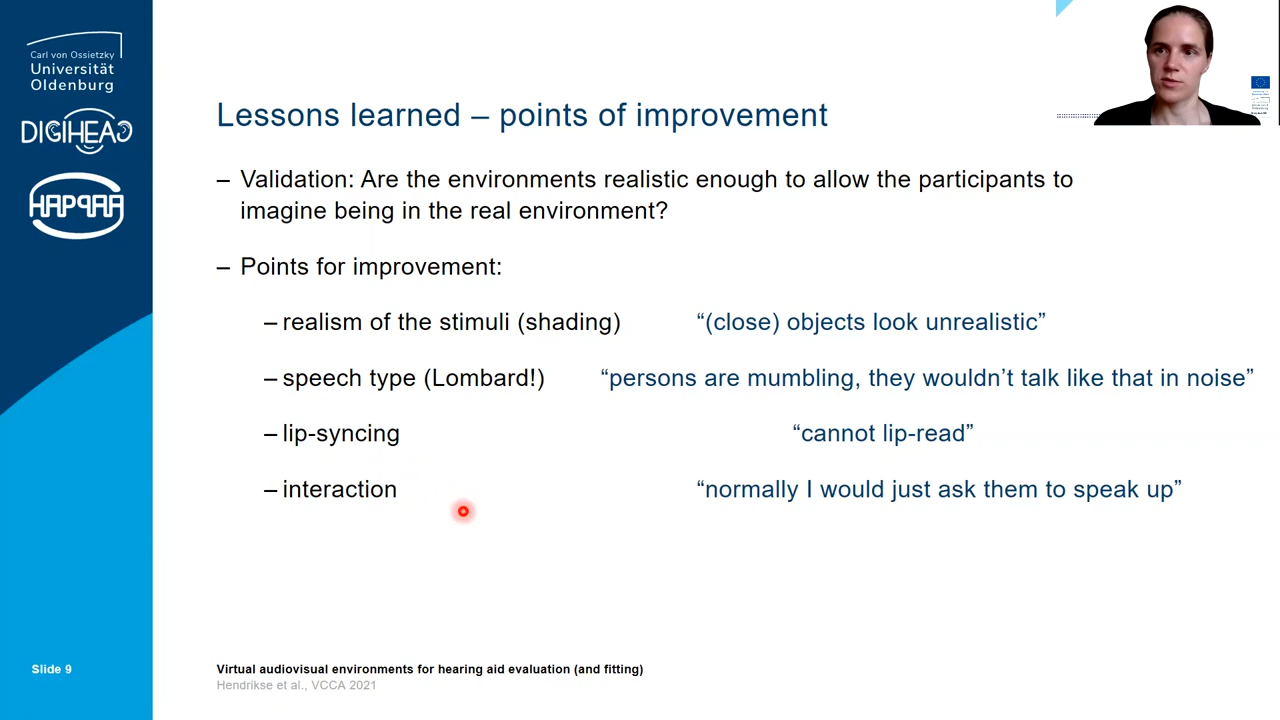 Carl von Ossietzky
Universität
Oldenburg
DIGIHEAD
HAPPAA
Lessons learned – points of improvement
– Validation: Are the environments realistic enough to allow the participants to
imagine being in the real environment?
– Points for improvement:
– realism of the stimuli (shading) “(close) objects look unrealistic”
– speech type (Lombard!) “persons are mumbling, they wouldn’t talk like that in noise”
– lip-syncing “cannot lip-read”
– interaction “normally I would just ask them to speak up”
Slide 9
Virtual audiovisual environments for hearing aid evaluation (and fitting)
Hendrikse et al., VCCA 2021